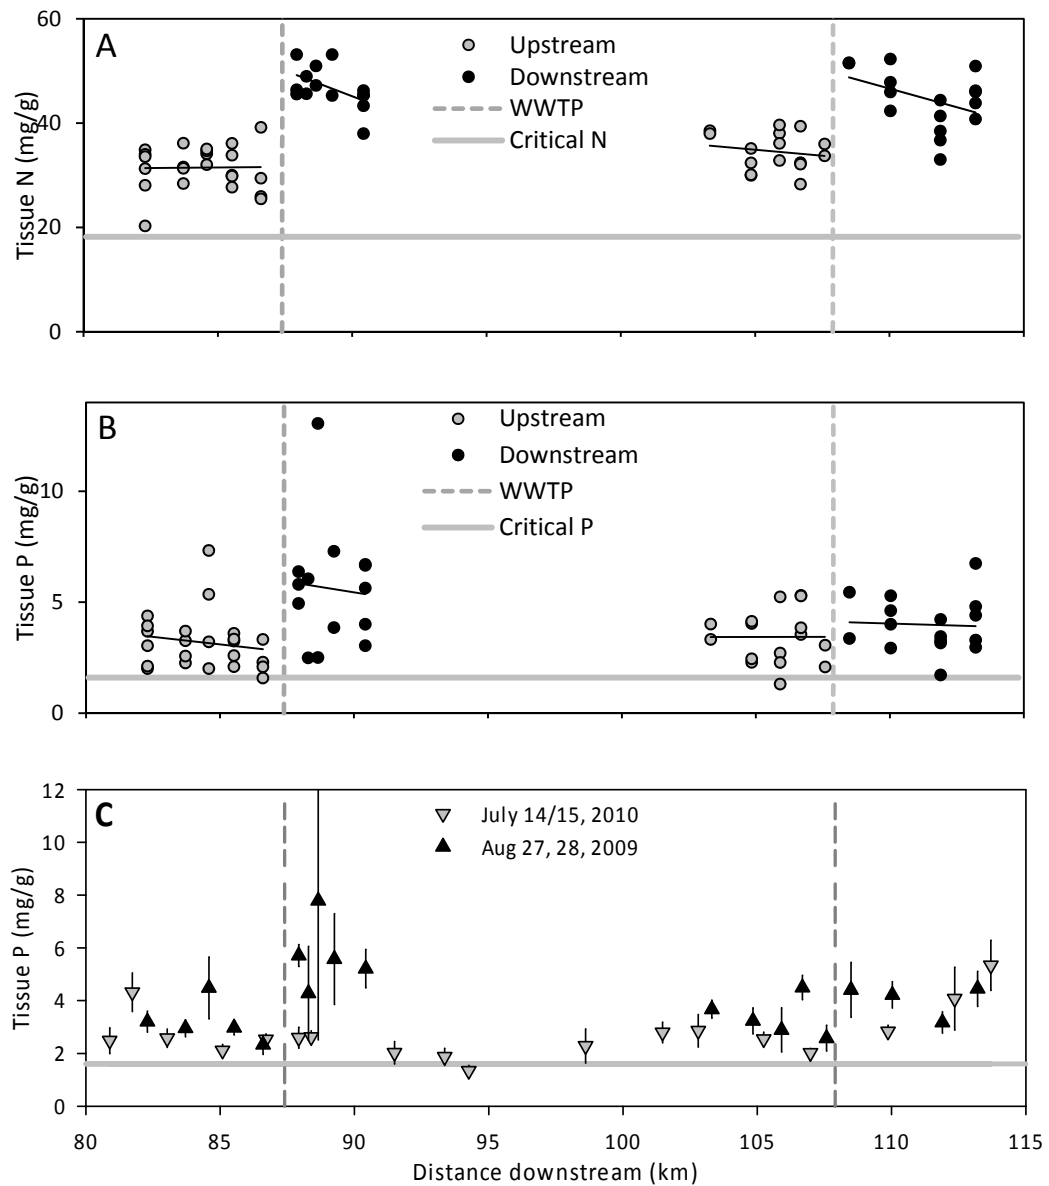 A
Upstream
Downstream
WWTP
Critical N
Tissue N (mg/g)
60
40
20
0
B
Upstream
Downstream
WWTP
Critical P
Tissue P (mg/g)
10
5
0
C
July 14/15, 2010
Aug 27, 28, 2009
Tissue P (mg/g)
12
10
8
6
4
2
0
80 85 90 95 100 105 110 115
Distance downstream (km)